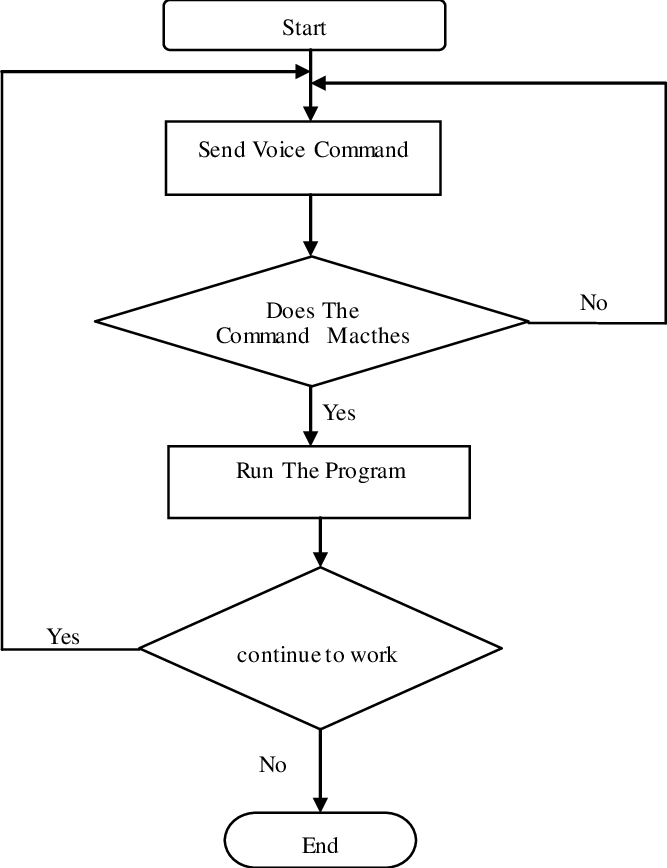 Start
Send Voice Command
Does The
Command Macthes
No
Yes
Run The Program
Yes
continue to work
No
End